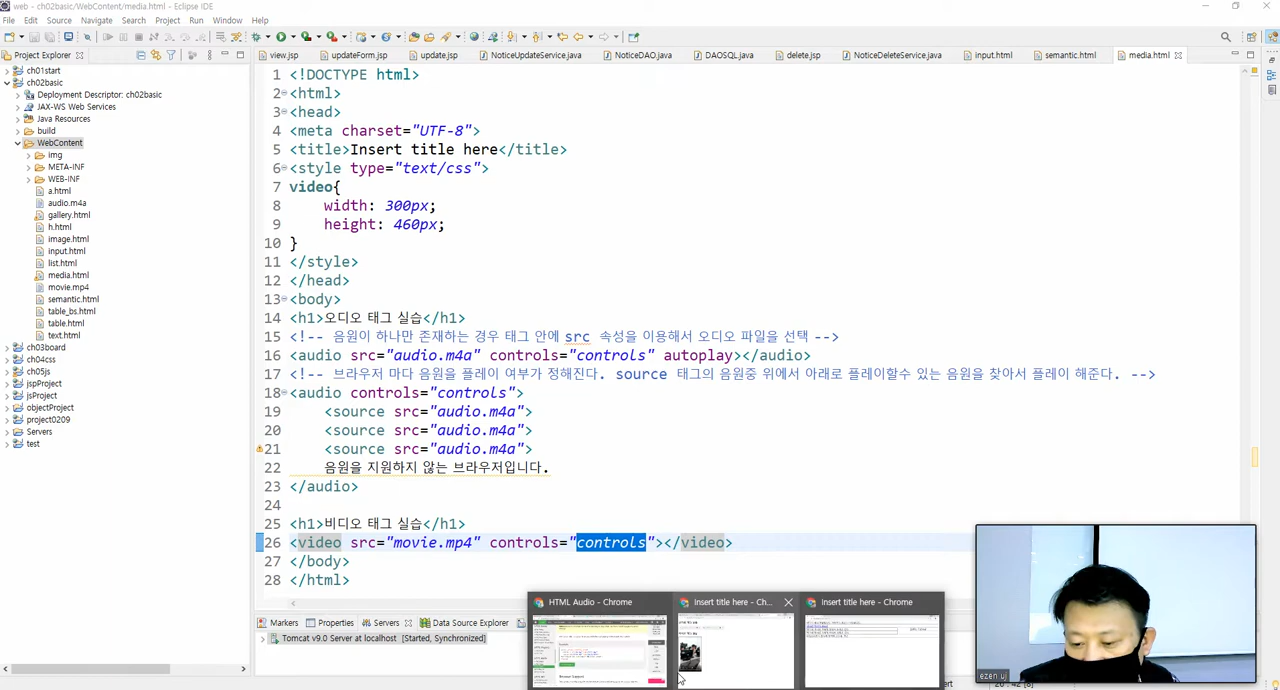 web - ch02basic/WebContent/media.html - Eclipse IDE
File Edit Source Navigate Search Project Run Window Help
Project Explorer
view.jsp updateForm.jsp update.jsp NoticeUpdateService.java NoticeDAO.java DAOSQL.java delete.jsp NoticeDeleteService.java input.html semantic.html media.html
ch01start
ch02basic
Deployment Descriptor: ch02basic
JAX-WS Web Services
Java Resources
build
WebContent
img
META-INF
WEB-INF
a.html
audio.m4a
gallery.html
h.html
image.html
input.html
list.html
media.html
movie.mp4
semantic.html
table_bs.html
table.html
text.html
ch03board
ch04css
ch05js
jspProject
jsProject
objectProject
project0209
Servers
test
1 <!DOCTYPE html>
2 <html>
3 <head>
4 <meta charset="UTF-8">
5 <title>Insert title here</title>
6 <style type="text/css">
7 video{
8 width: 300px;
9 height: 460px;
10 }
11 </style>
12 </head>
13 <body>
14 <h1>오디오 태그 실습</h1>
15 <!-- 음원이 하나만 존재하는 경우 태그 안에 src 속성을 이용해서 오디오 파일을 선택 -->
16 <audio src="audio.m4a" controls="controls" autoplay></audio>
17 <!-- 브라우저 마다 음원을 플레이 여부가 정해진다. source 태그의 음원중 위에서 아래로 플레이할수 있는 음원을 찾아서 플레이 해준다. -->
18 <audio controls="controls">
19 <source src="audio.m4a">
20 <source src="audio.m4a">
21 <source src="audio.m4a">
22 음원을 지원하지 않는 브라우저입니다.
23 </audio>
24
25 <h1>비디오 태그 실습</h1>
26 <video src="movie.mp4" controls="controls"></video>
27 </body>
28 </html>
HTML Audio - Chrome Insert title here - Ch... Insert title here - Chrome
Markers Properties Servers Data Source Explorer
Tomcat v9.0 Server at localhost [Started, Synchronized]
ezen uj